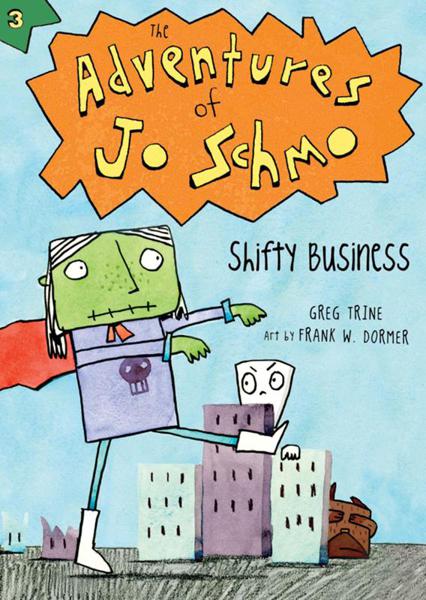 3
The
Adventures
of
Jo Schmo
Shifty Business
GREG TRINE
Art by FRANK W. DORMER